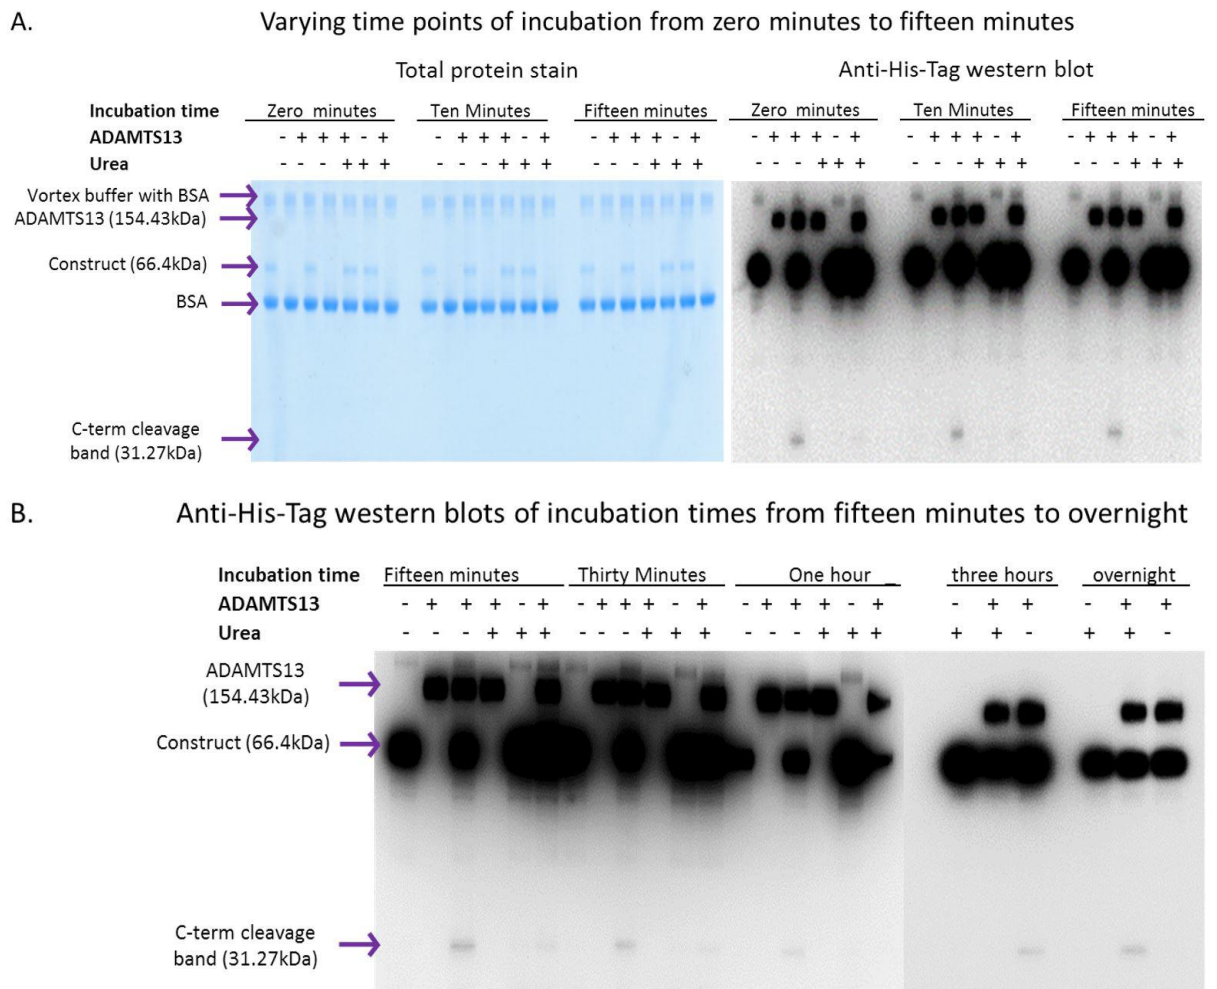 A. Varying time points of incubation from zero minutes to fifteen minutes
Total protein stain Anti-His-Tag western blot
Incubation time Zero minutes Ten Minutes Fifteen minutes Zero minutes Ten Minutes Fifteen minutes
ADAMTS13 - + + + - + - + + + - + - + + + - + - + + + - + - + + + - + - + + + - +
Urea - - - + + + - - - + + + - - - + + + - - - + + + - - - + + + - - - + + +
Vortex buffer with BSA
ADAMTS13 (154.43kDa)
Construct (66.4kDa)
BSA
C-term cleavage
band (31.27kDa)
B. Anti-His-Tag western blots of incubation times from fifteen minutes to overnight
Incubation time Fifteen minutes Thirty Minutes One hour three hours overnight
ADAMTS13 - + + + - + - + + + - + - + + + - + - + + - + +
Urea - - - + + + - - - + + + - - - + + + + + - + + -
ADAMTS13
(154.43kDa)
Construct (66.4kDa)
C-term cleavage
band (31.27kDa)